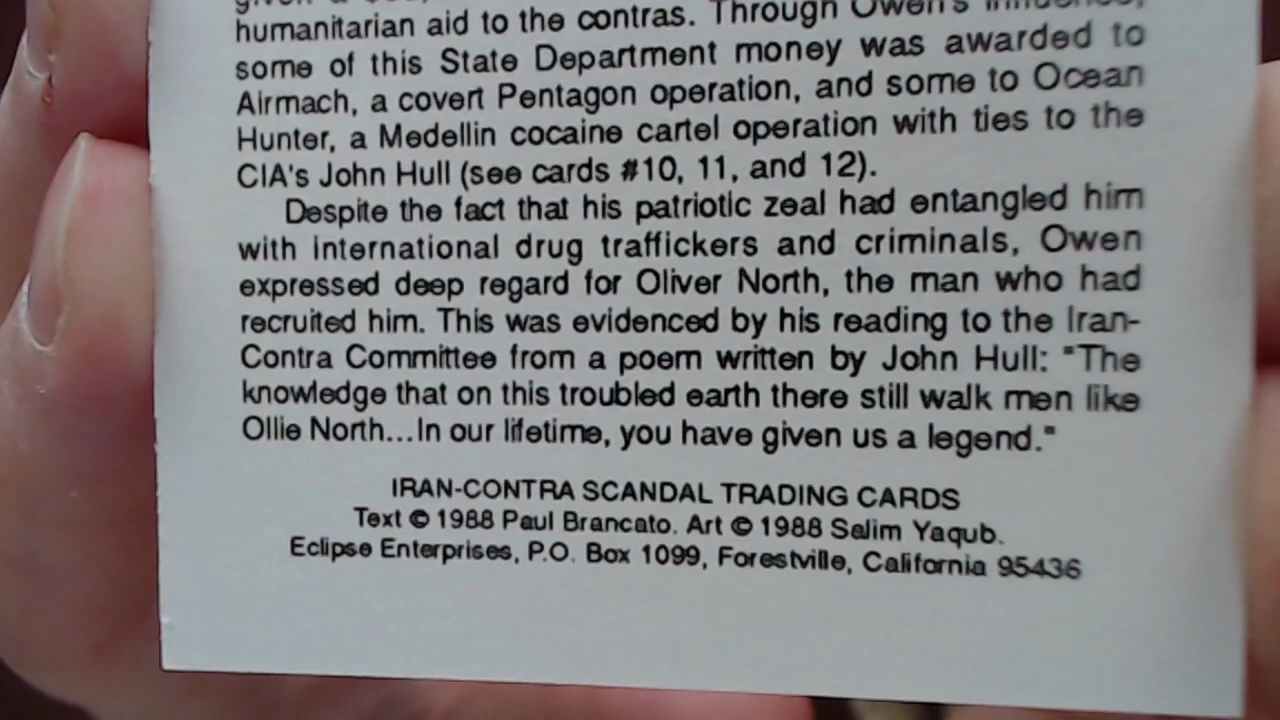 humanitarian aid to the contras. Through Owen's influence,
some of this State Department money was awarded to
Airmach, a covert Pentagon operation, and some to Ocean
Hunter, a Medellin cocaine cartel operation with ties to the
CIA's John Hull (see cards #10, 11, and 12).
Despite the fact that his patriotic zeal had entangled him
with international drug traffickers and criminals, Owen
expressed deep regard for Oliver North, the man who had
recruited him. This was evidenced by his reading to the Iran-
Contra Committee from a poem written by John Hull: "The
knowledge that on this troubled earth there still walk men like
Ollie North...In our lifetime, you have given us a legend."
IRAN-CONTRA SCANDAL TRADING CARDS
Text © 1988 Paul Brancato. Art © 1988 Salim Yaqub.
Eclipse Enterprises, P.O. Box 1099, Forestville, California 95436